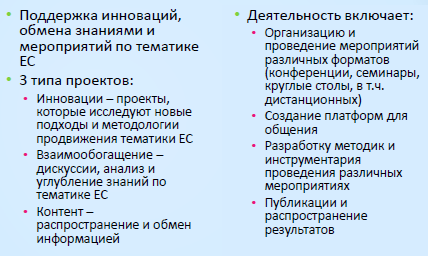 • Поддержка инноваций,
обмена знаниями и
мероприятий по тематике
ЕС
• 3 типа проектов:
• Инновации – проекты,
которые исследуют новые
подходы и методологии
продвижения тематики ЕС
• Взаимообогащение –
дискуссии, анализ и
углубление знаний по
тематике ЕС
• Контент –
распространение и обмен
информацией
• Деятельность включает:
• Организацию и
проведение мероприятий
различных форматов
(конференции, семинары,
круглые столы, в т.ч.
дистанционных)
• Создание платформ для
общения
• Разработку методик и
инструментария
проведения различных
мероприятиях
• Публикации и
распространение
результатов